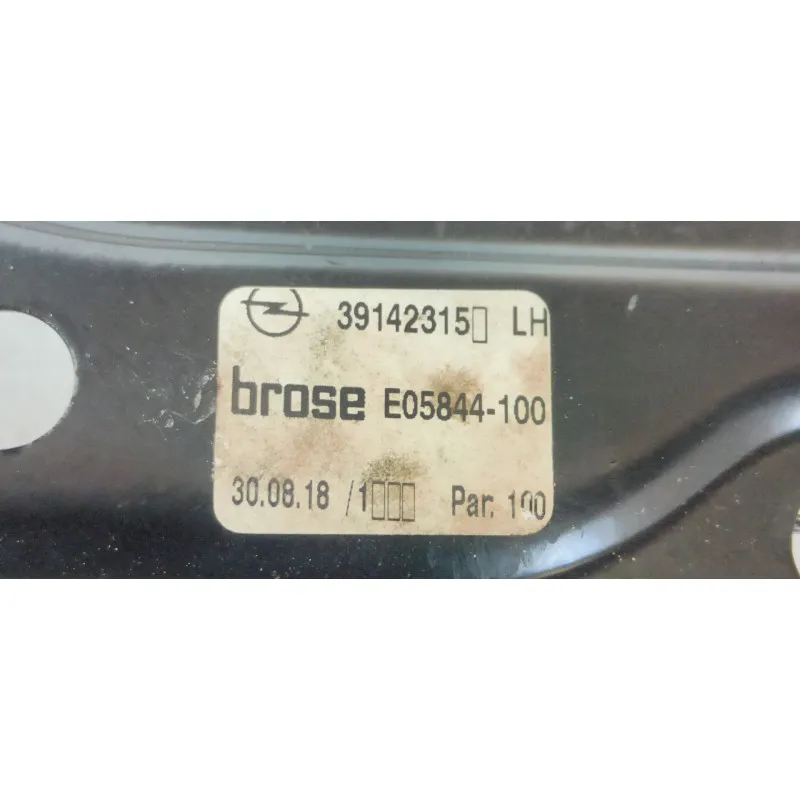 39142315▯ LH
brose E05844-100
30.08.18 /1▯▯▯ Par. 100